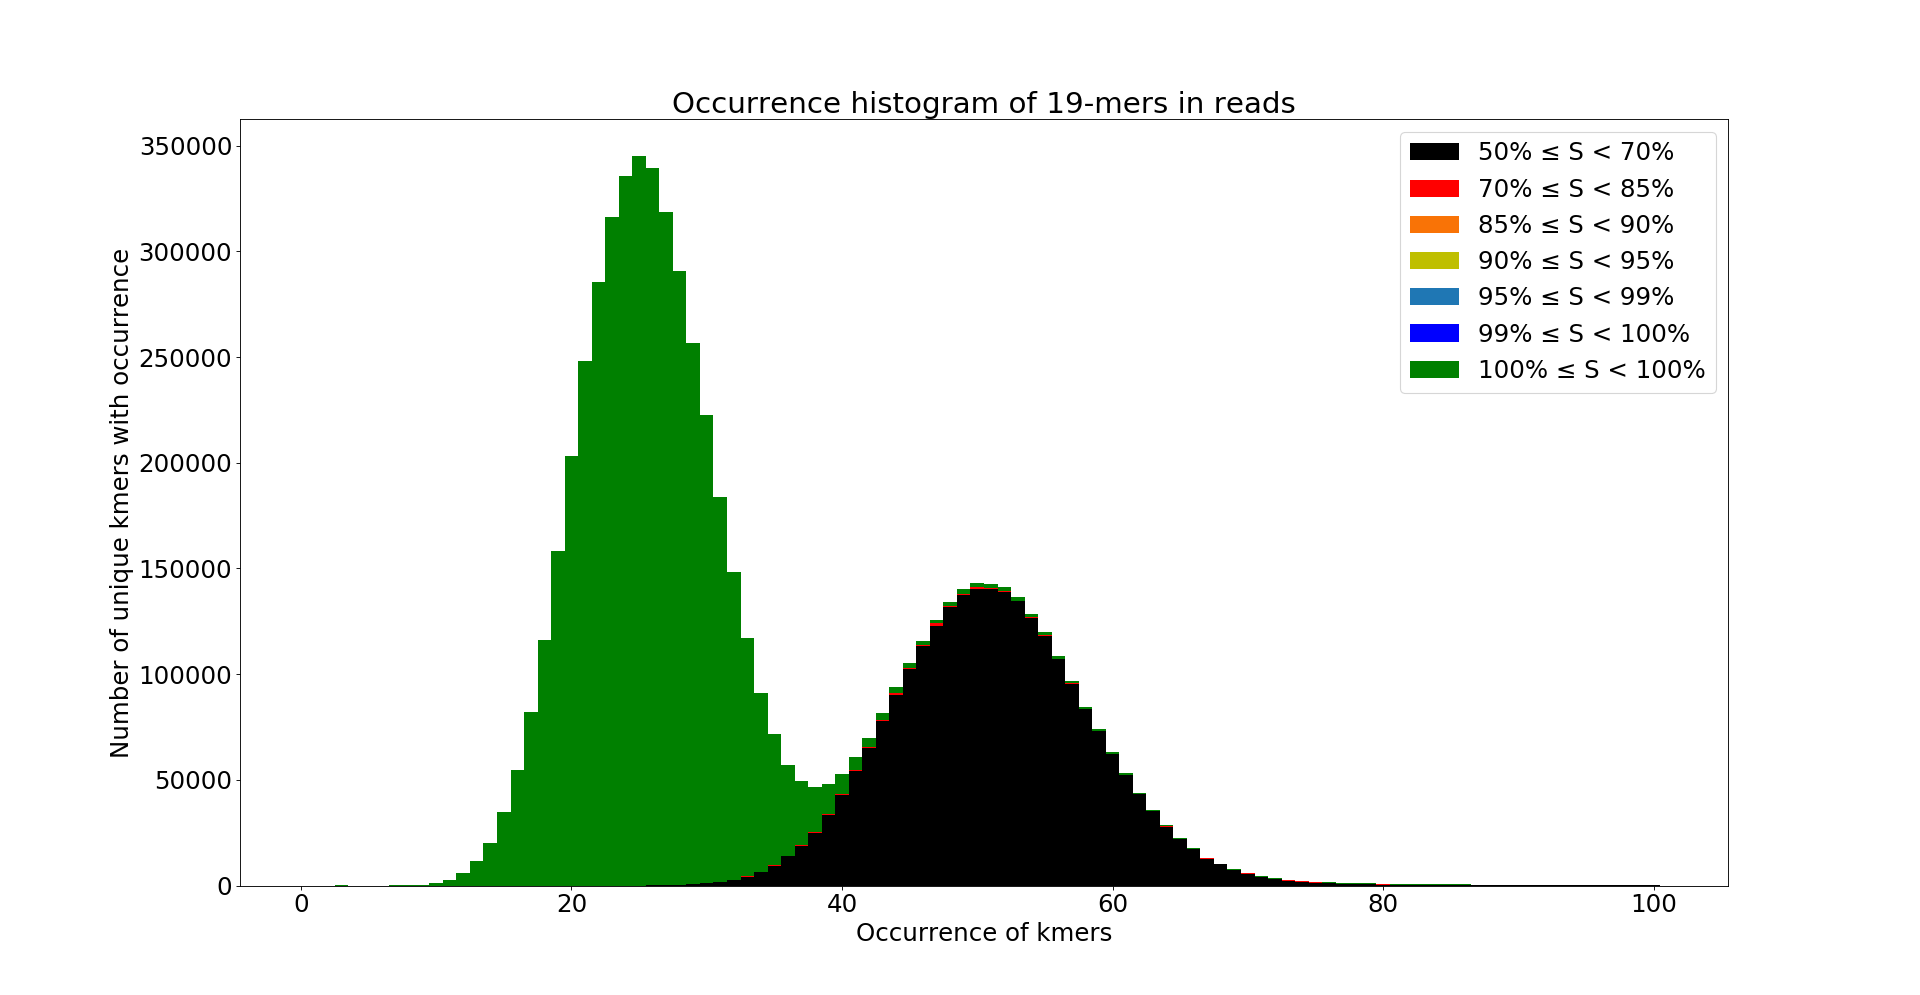 Occurrence histogram of 19-mers in reads
350000
300000
250000
200000
150000
100000
50000
0
Number of unique kmers with occurrence
50% ≤ S < 70%
70% ≤ S < 85%
85% ≤ S < 90%
90% ≤ S < 95%
95% ≤ S < 99%
99% ≤ S < 100%
100% ≤ S < 100%
0 20 40 60 80 100
Occurrence of kmers